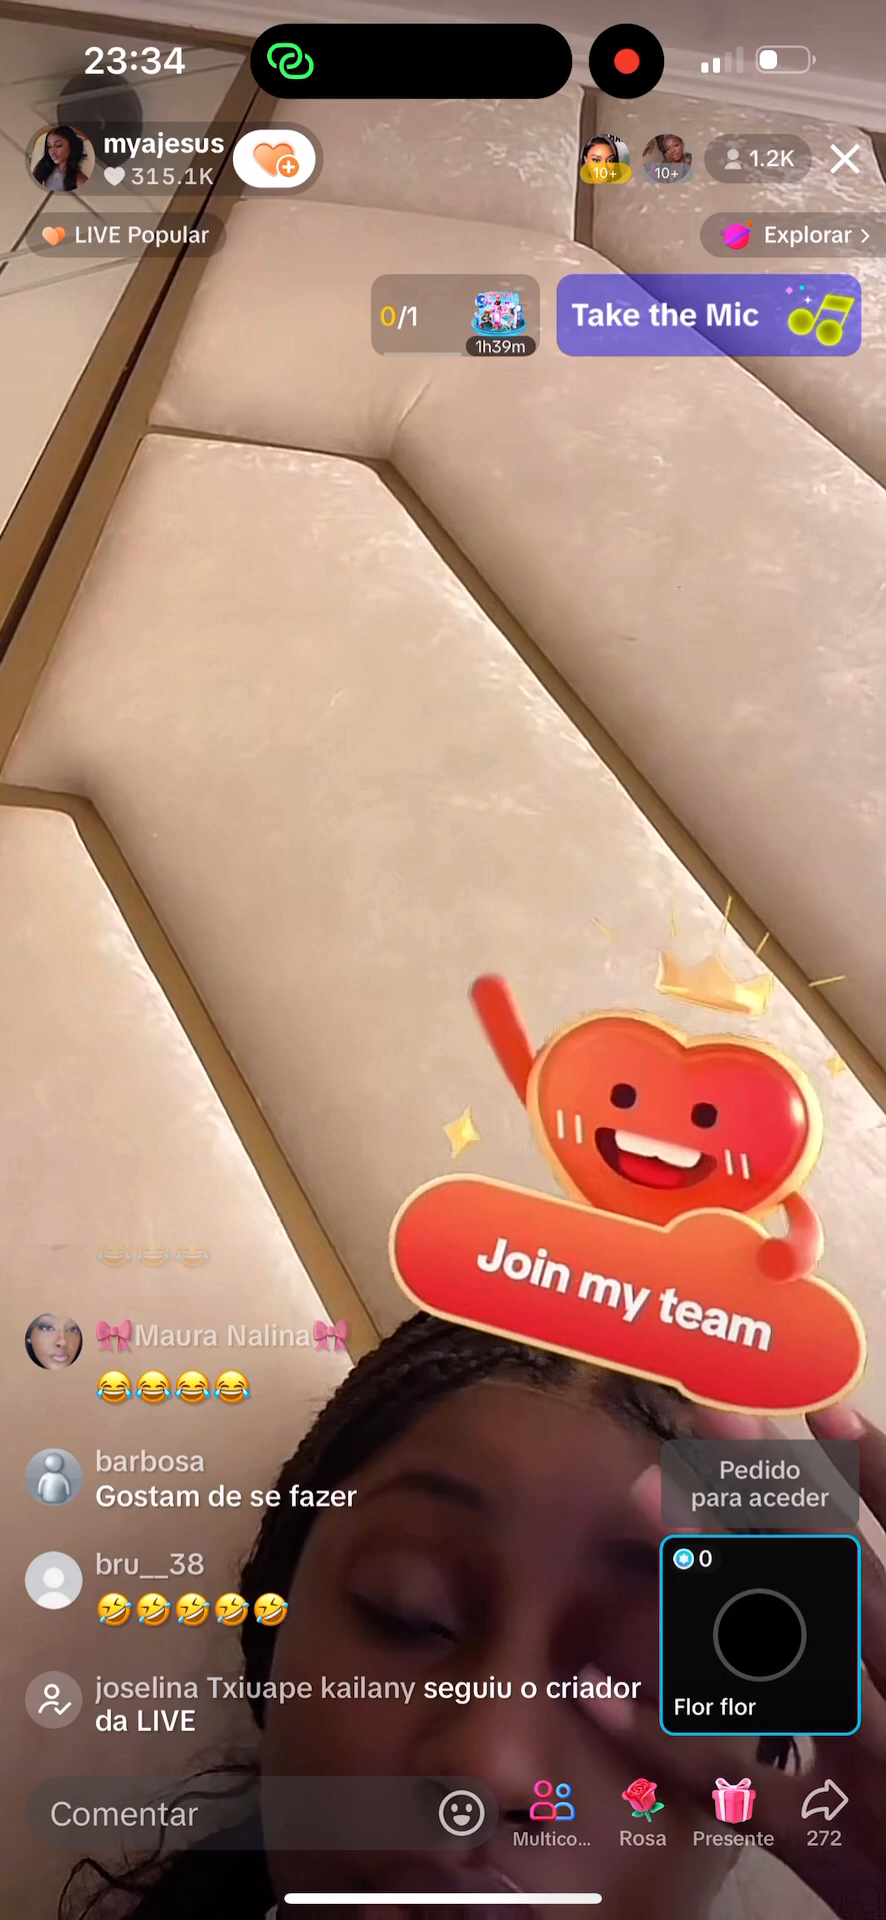 23:34
myajesus
315.1K
10+
10+
1.2K
LIVE Popular
Explorar >
0/1
1h39m
Take the Mic
Join my team
😂😂😂
🎀Maura Nalina🎀
😂😂😂😂
barbosa
Gostam de se fazer
bru__38
🤣🤣🤣🤣🤣
joselina Txiuape kailany seguiu o criador
da LIVE
Pedido
para aceder
0
Flor flor
Comentar
Multico...
Rosa
Presente
272